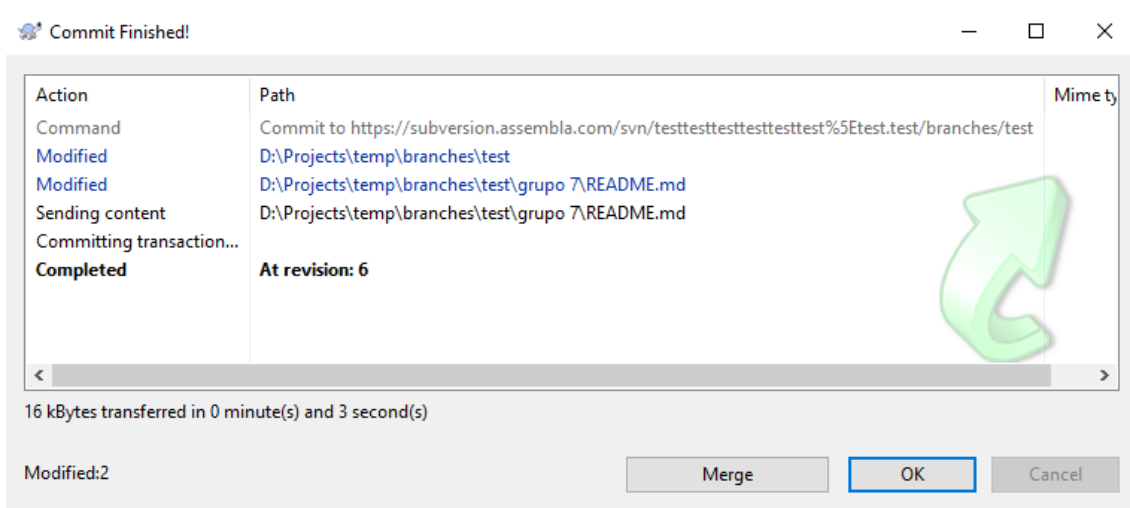 Commit Finished!
Action Path Mime ty
Command Commit to https://subversion.assembla.com/svn/testtesttesttesttesttest%5Etest.test/branches/test
Modified D:\Projects\temp\branches\test
Modified D:\Projects\temp\branches\test\grupo 7\README.md
Sending content D:\Projects\temp\branches\test\grupo 7\README.md
Committing transaction...
Completed At revision: 6
16 kBytes transferred in 0 minute(s) and 3 second(s)
Modified:2 Merge OK Cancel